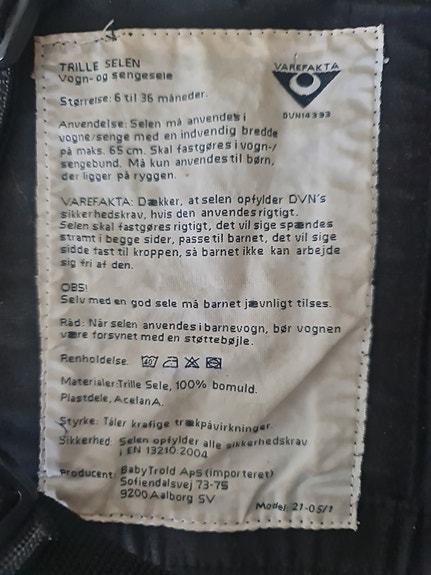 TRILLE SELEN
Vogn- og sengesele
VAREFAKTA
DVN14393
Størrelse: 6 til 36 måneder.
Anvendelse: Selen må anvendes i
vogne/senge med en indvendig bredde
på maks. 65 cm. Skal fastgøres i vogn-/
sengebund. Må kun anvendes til børn,
der ligger på ryggen.
VAREFAKTA: Dækker, at selen opfylder DVN's
sikkerhedskrav, hvis den anvendes rigtigt.
Selen skal fastgøres rigtigt, det vil sige spændes
stramt i begge sider, passe til barnet, det vil sige
sidde fast til kroppen, så barnet ikke kan arbejde
sig fri af den.
OBS!
Selv med en god sele må barnet jævnligt tilses.
Råd: Når selen anvendes i barnevogn, bør vognen
være forsynet med en støttebøjle.
Renholdelse: 40
Materialer: Trille Sele, 100% bomuld.
Plastdele, Acelan A.
Styrke: Tåler krafige trækpåvirkninger.
Sikkerhed: Selen opfylder alle sikkerhedskrav
i EN 13210:2004
Producent: BabyTrold ApS (importeret)
Sofiendalsvej 73-75
9200 Aalborg SV
Model: 21-05/1